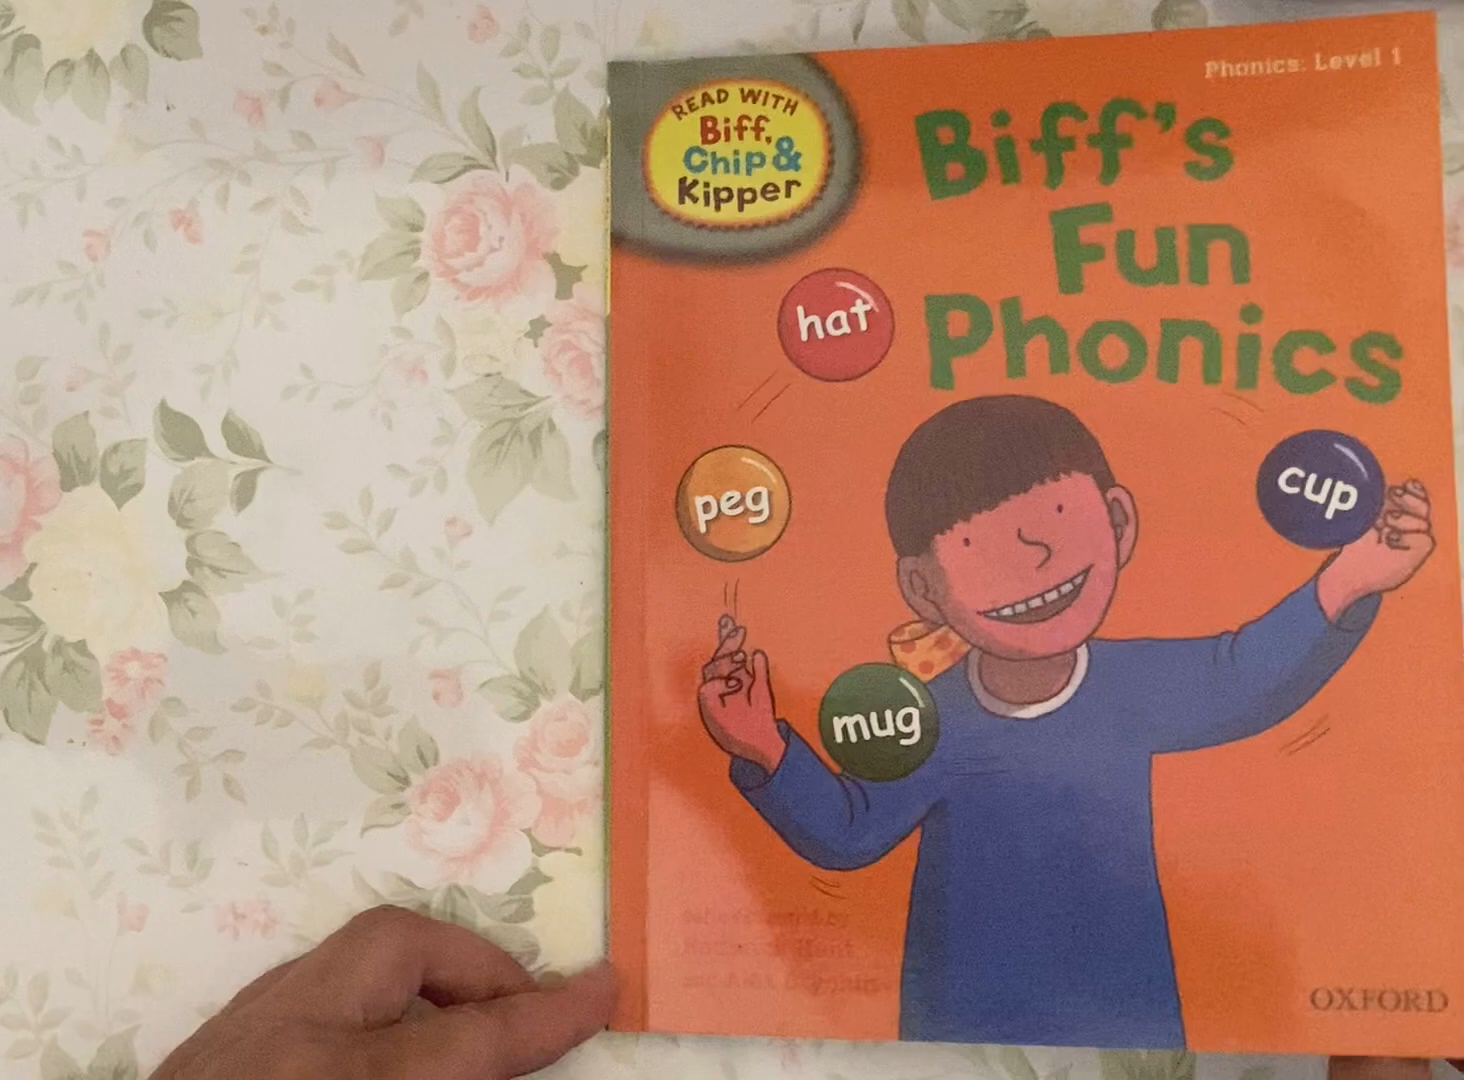 Phonics: Level 1
READ WITH
Biff,
Chip &
Kipper
Biff's
Fun
Phonics
hat
peg
cup
mug
OXFORD